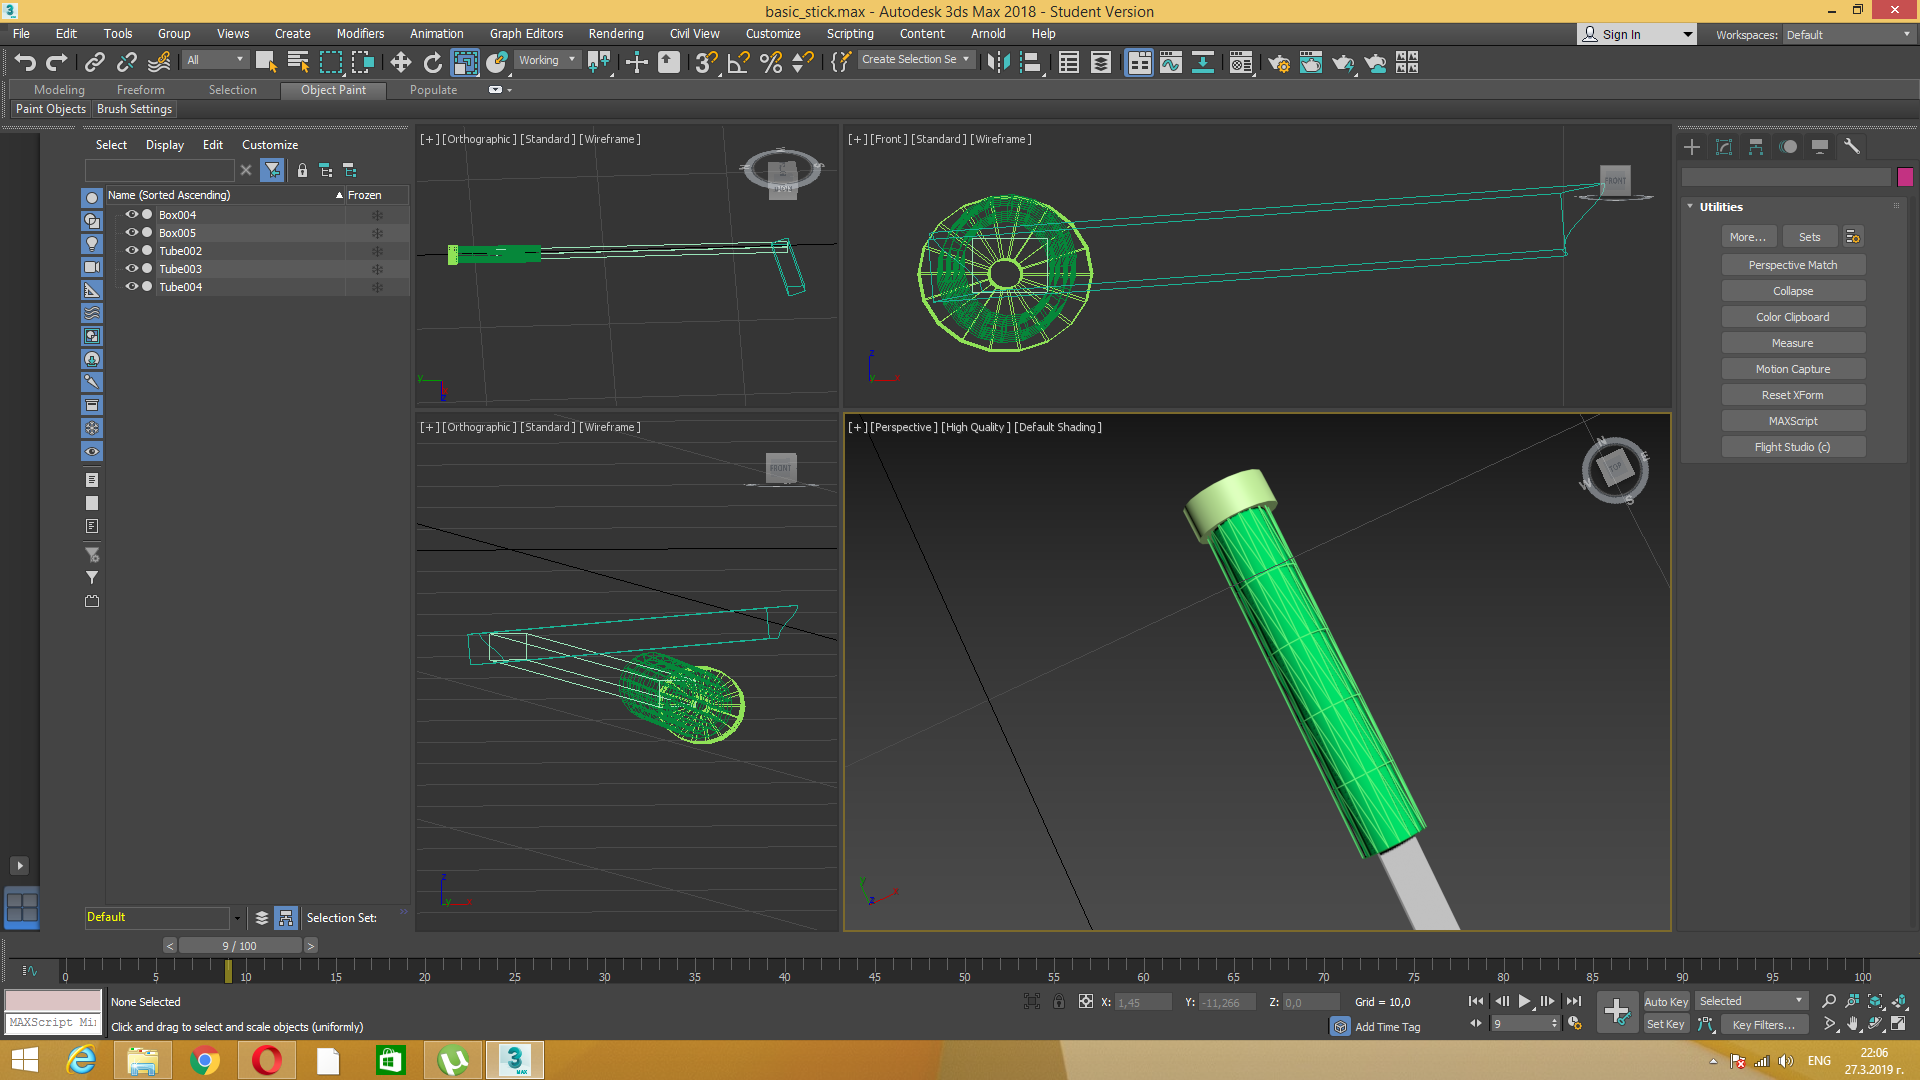 basic_stick.max - Autodesk 3ds Max 2018 - Student Version
File Edit Tools Group Views Create Modifiers Animation Graph Editors Rendering Civil View Customize Scripting Content Arnold Help
Sign In Workspaces: Default
All Working Create Selection Se
Modeling Freeform Selection Object Paint Populate
Paint Objects Brush Settings
Select Display Edit Customize
Name (Sorted Ascending) Frozen
Box004
Box005
Tube002
Tube003
Tube004
[+] [Orthographic] [Standard] [Wireframe]
[+] [Front] [Standard] [Wireframe]
FRONT
y
z
z
y
[+] [Orthographic] [Standard] [Wireframe]
FRONT
z
y
[+] [Perspective] [High Quality] [Default Shading]
N
E
TOP
W
S
y
x
z
Utilities
More... Sets
Perspective Match
Collapse
Color Clipboard
Measure
Motion Capture
Reset XForm
MAXScript
Flight Studio (c)
Default Selection Set:
< 9 / 100 >
0 5 10 15 20 25 30 35 40 45 50 55 60 65 70 75 80 85 90 95 100
None Selected X: 1,45 Y: -11,266 Z: 0,0 Grid = 10,0 Auto Key Selected
MAXScript Mi
Click and drag to select and scale objects (uniformly) Add Time Tag 9 Set Key Key Filters...
3 MAX ENG 22:06
27.3.2019 г.